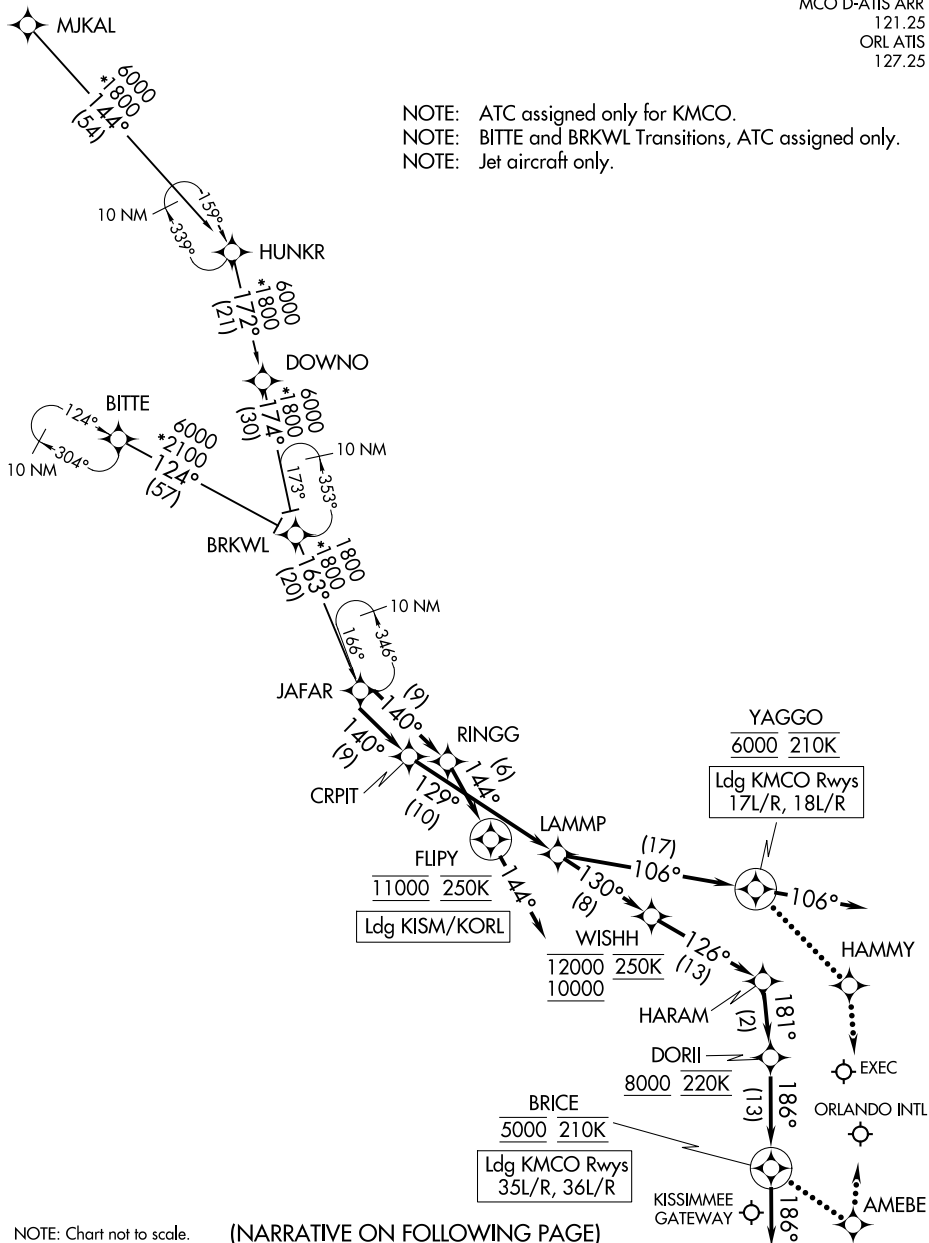 MCO D-ATIS ARR
121.25
ORL ATIS
127.25
MJKAL
6000
*1800
144°
(54)
NOTE: ATC assigned only for KMCO.
NOTE: BITTE and BRKWL Transitions, ATC assigned only.
NOTE: Jet aircraft only.
10 NM
159°
339°
HUNKR
6000
*1800
172°
(21)
DOWNO
6000
*1800
174°
(30)
BITTE
124°
304°
10 NM
6000
*2100
124°
(57)
10 NM
173°
353°
BRKWL
1800
*1800
163°
(20)
10 NM
166°
346°
JAFAR
(9)
140°
140°
(9)
RINGG
(6)
144°
CRPIT
129°
(10)
YAGGO
6000 210K
Ldg KMCO Rwys
17L/R, 18L/R
LAMMP
(17)
106°
106°
FLIPY
11000 250K
Ldg KISM/KORL
144°
130°
(8)
WISHH
12000 250K
10000
126°
(13)
HAMMY
HARAM
181°
(2)
DORII
8000 220K
EXEC
186°
(13)
ORLANDO INTL
BRICE
5000 210K
Ldg KMCO Rwys
35L/R, 36L/R
KISSIMMEE
GATEWAY
186°
AMEBE
NOTE: Chart not to scale.
(NARRATIVE ON FOLLOWING PAGE)